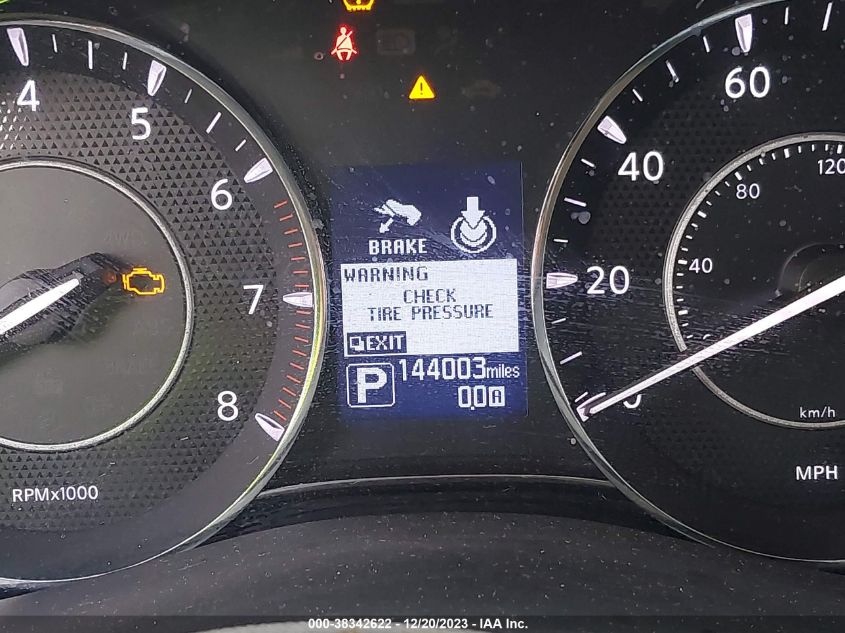 4
5
6
7
8
RPMx1000
BRAKE
WARNING
CHECK
TIRE PRESSURE
EXIT
P
144003miles
0.0 A
60
40
20
0
120
80
40
km/h
MPH
000-38342622 - 12/20/2023 - IAA Inc.